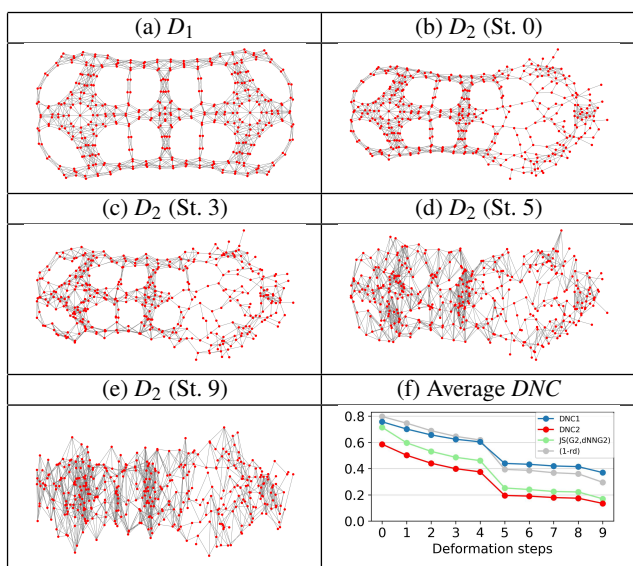 (a) D₁
(b) D₂ (St. 0)
(c) D₂ (St. 3)
(d) D₂ (St. 5)
(e) D₂ (St. 9)
(f) Average DNC
0.8
0.6
0.4
0.2
0.0
DNC1
DNC2
JS(G2,dNNG2)
(1-rd)
0 1 2 3 4 5 6 7 8 9
Deformation steps